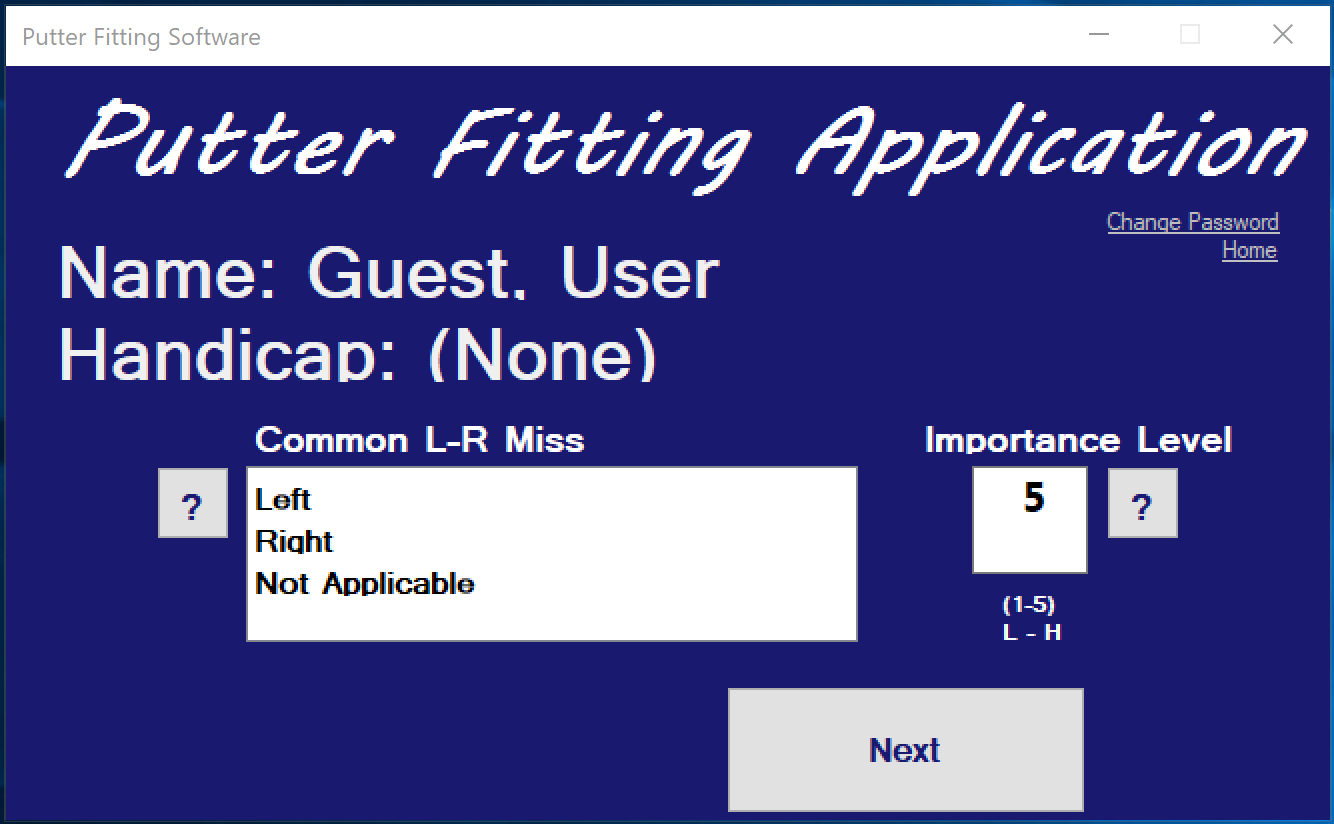 Putter Fitting Software
Putter Fitting Application
Change Password
Home
Name: Guest, User
Handicap: (None)
Common L-R Miss
Importance Level
?
Left
Right
Not Applicable
5
?
(1-5)
L - H
Next